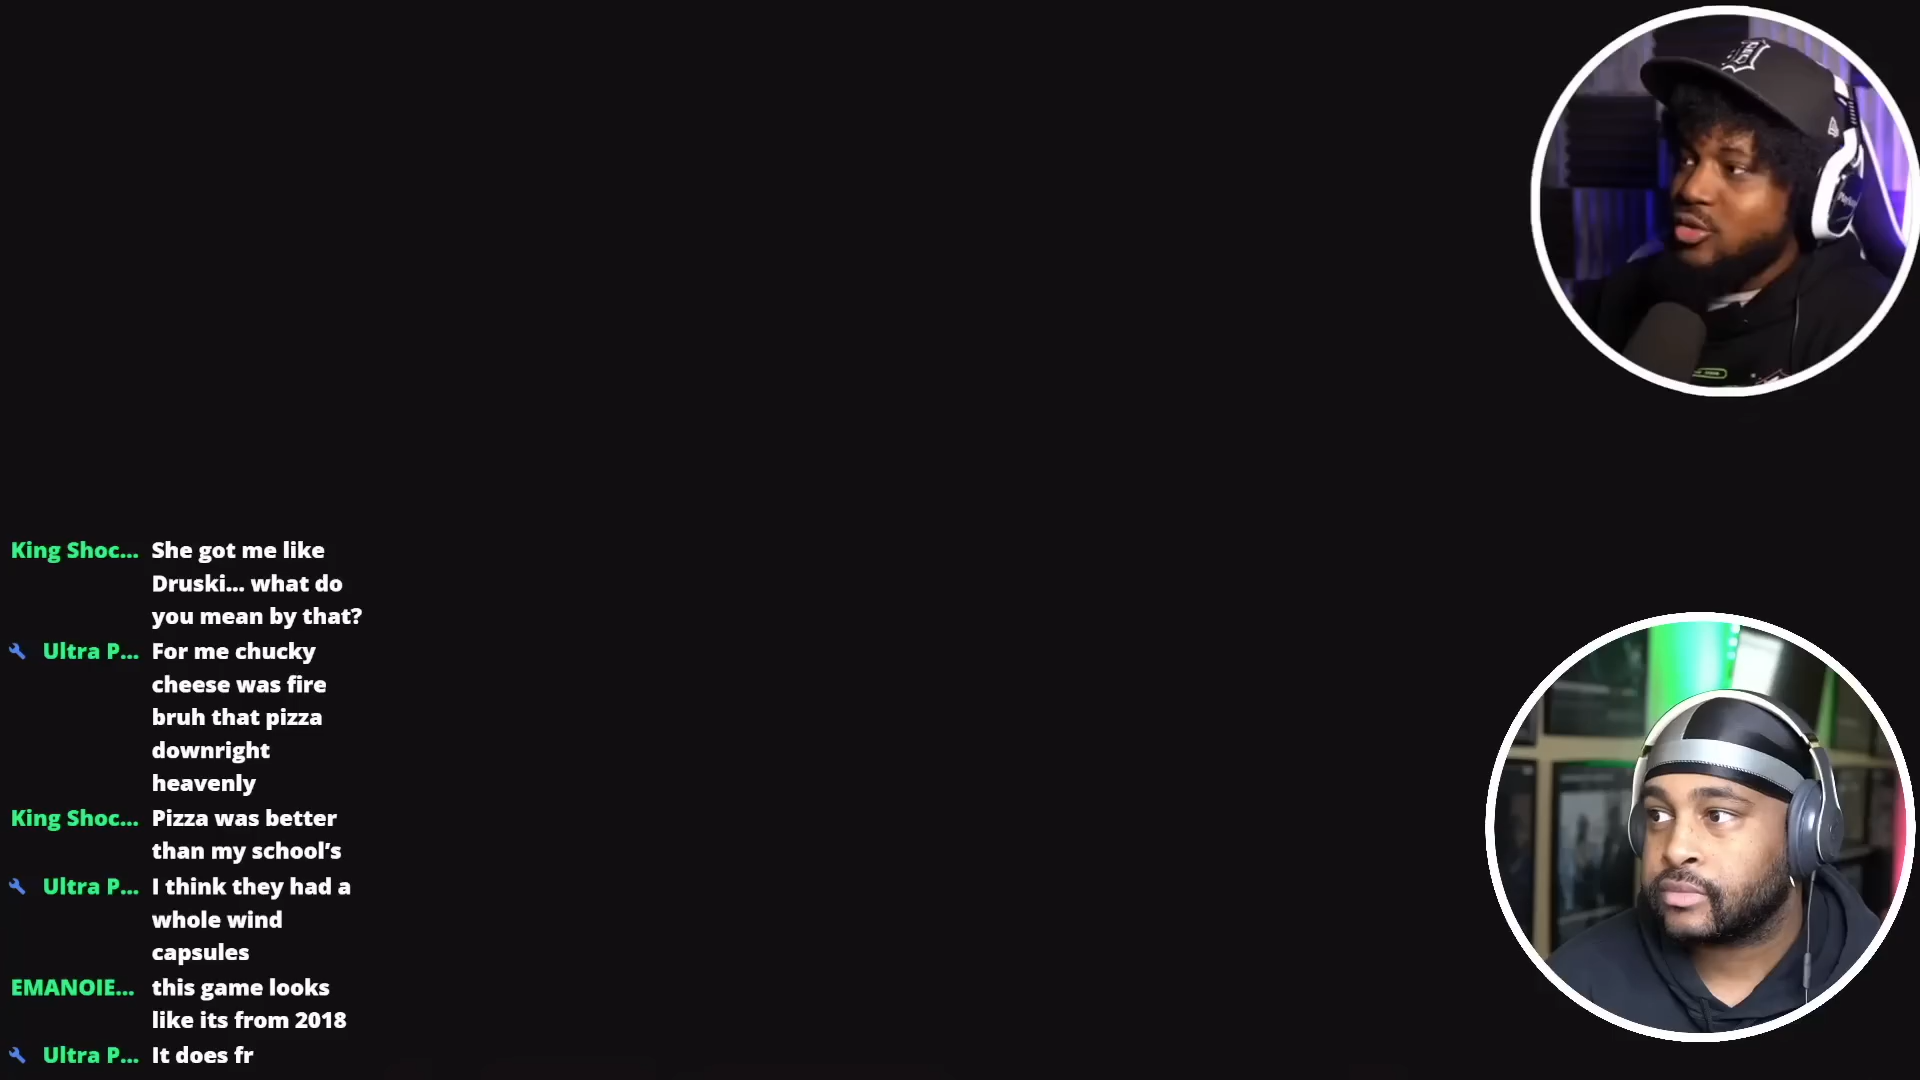 King Shoc... She got me like
Druski... what do
you mean by that?
Ultra P... For me chucky
cheese was fire
bruh that pizza
downright
heavenly
King Shoc... Pizza was better
than my school's
Ultra P... I think they had a
whole wind
capsules
EMANOIE... this game looks
like its from 2018
Ultra P... It does fr